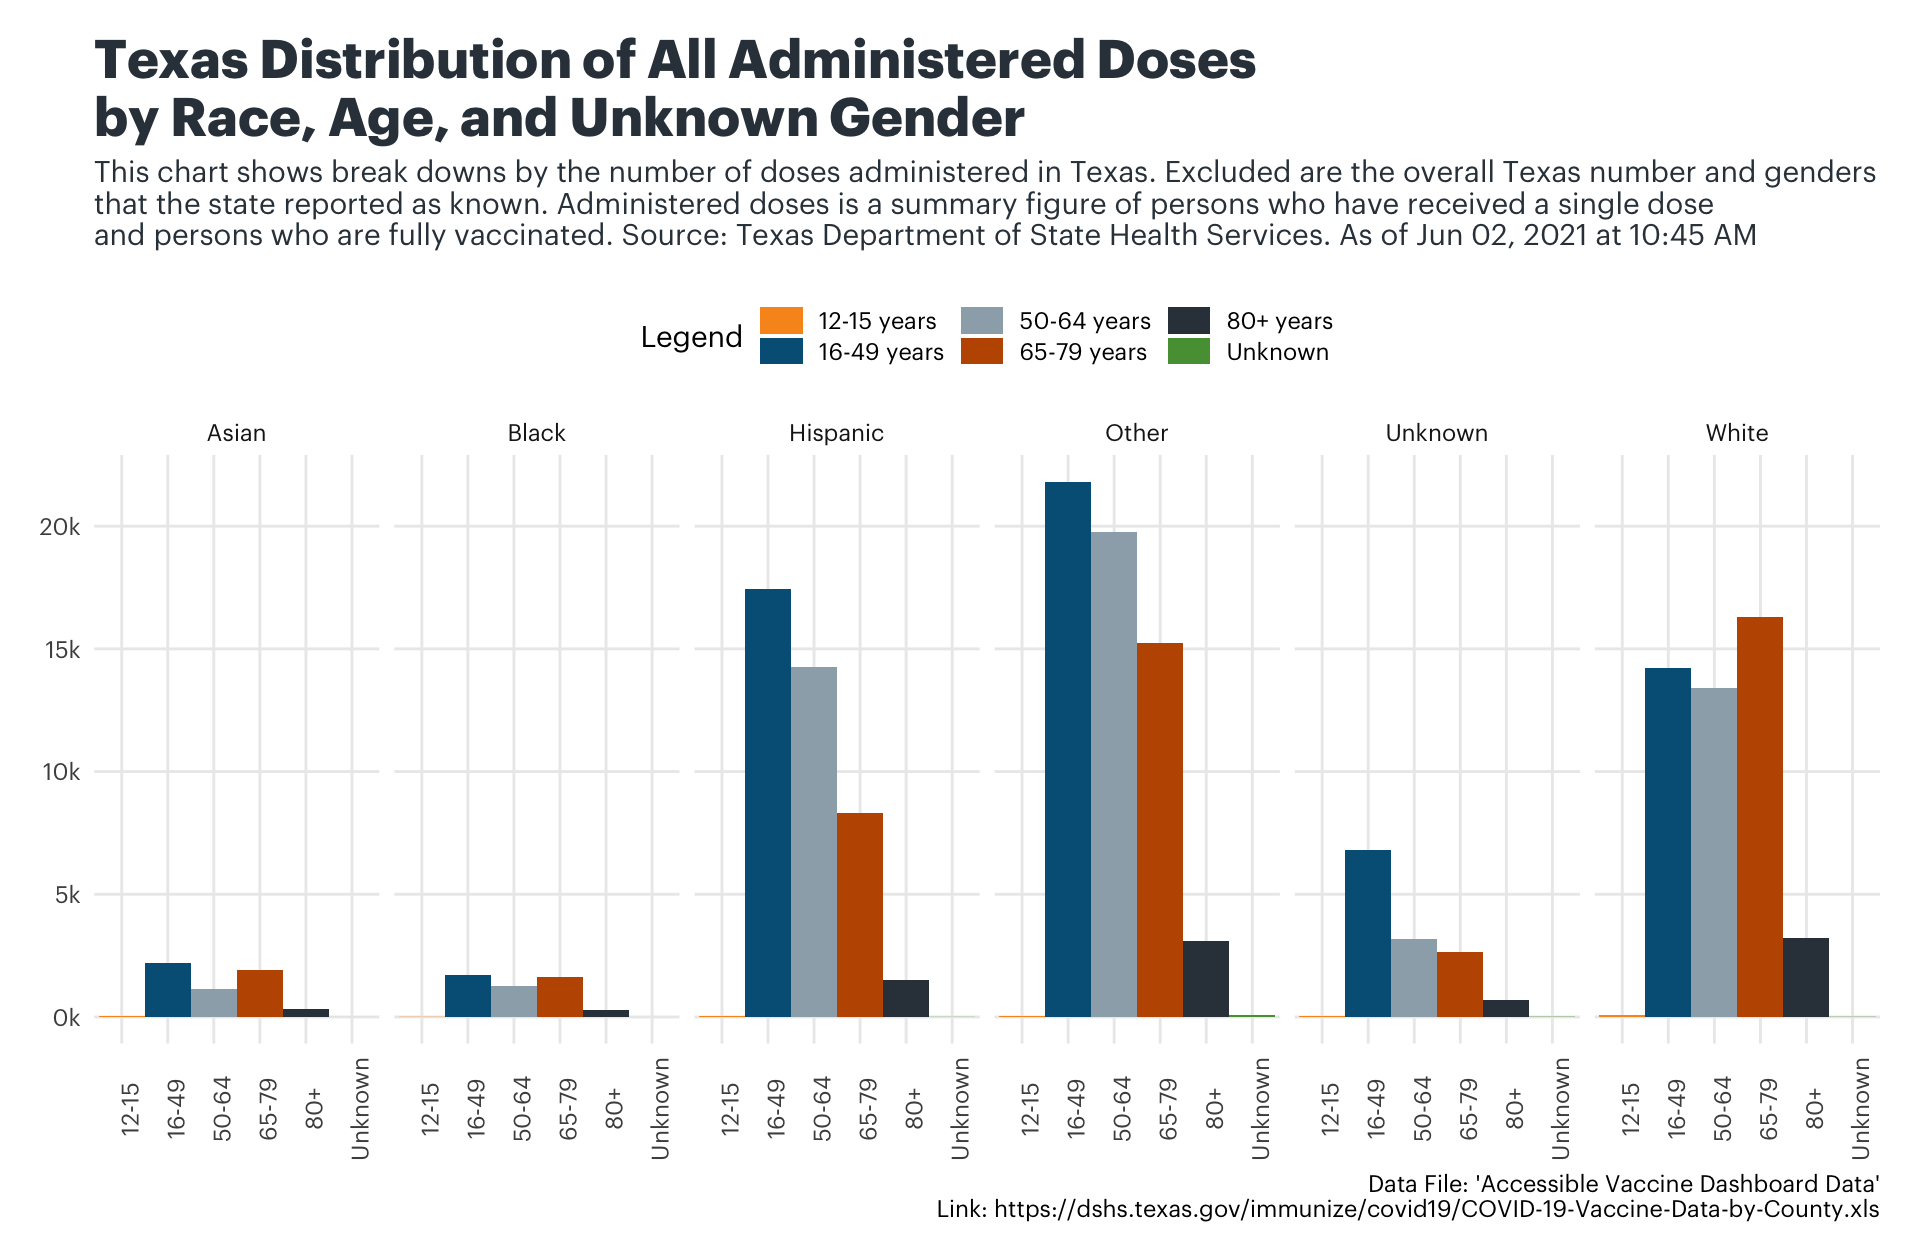 Texas Distribution of All Administered Doses
by Race, Age, and Unknown Gender
This chart shows break downs by the number of doses administered in Texas. Excluded are the overall Texas number and genders
that the state reported as known. Administered doses is a summary figure of persons who have received a single dose
and persons who are fully vaccinated. Source: Texas Department of State Health Services. As of Jun 02, 2021 at 10:45 AM
Legend
12-15 years 50-64 years 80+ years
16-49 years 65-79 years Unknown
Asian Black Hispanic Other Unknown White
20k
15k
10k
5k
0k
12-15 16-49 50-64 65-79 80+ Unknown 12-15 16-49 50-64 65-79 80+ Unknown 12-15 16-49 50-64 65-79 80+ Unknown 12-15 16-49 50-64 65-79 80+ Unknown 12-15 16-49 50-64 65-79 80+ Unknown 12-15 16-49 50-64 65-79 80+ Unknown
Data File: 'Accessible Vaccine Dashboard Data'
Link: https://dshs.texas.gov/immunize/covid19/COVID-19-Vaccine-Data-by-County.xls